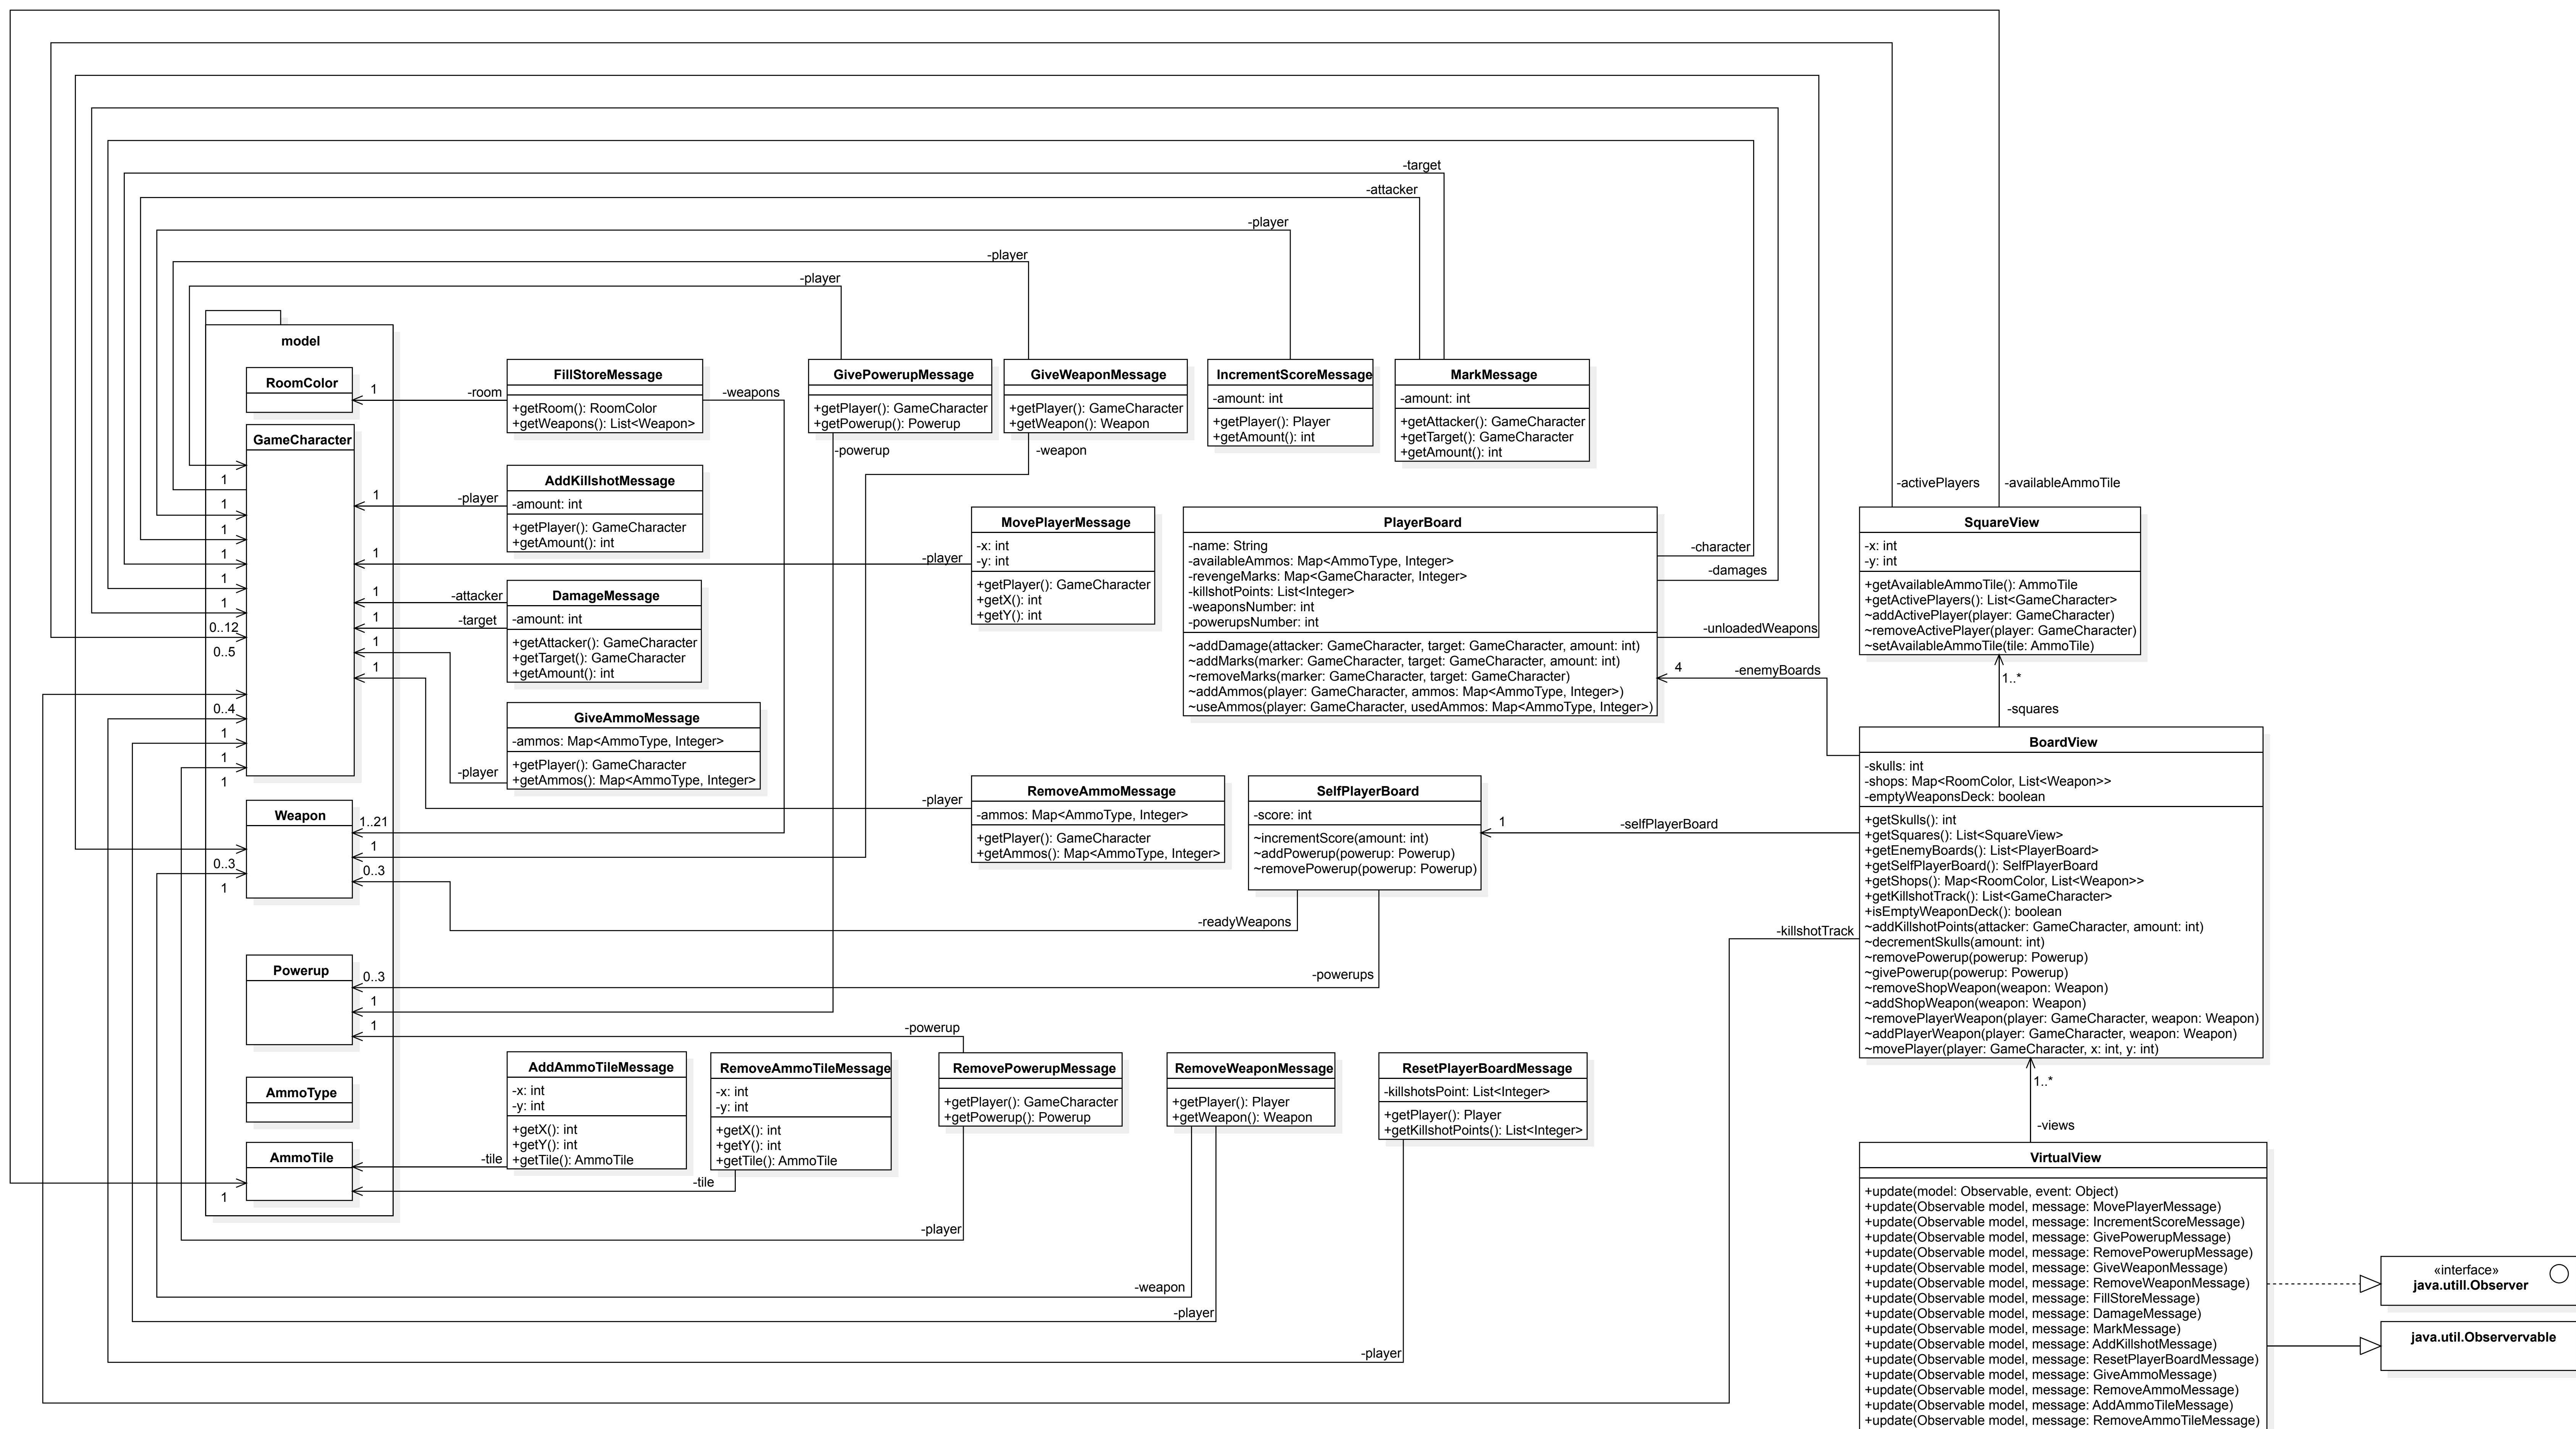 -target
-attacker
-player
-player
-player
model
RoomColor
1
-room
FillStoreMessage
+getRoom(): RoomColor
+getWeapons(): List<Weapon>
-weapons
GivePowerupMessage
+getPlayer(): GameCharacter
+getPowerup(): Powerup
-powerup
GiveWeaponMessage
+getPlayer(): GameCharacter
+getWeapon(): Weapon
-weapon
IncrementScoreMessage
-amount: int
+getPlayer(): Player
+getAmount(): int
MarkMessage
-amount: int
+getAttacker(): GameCharacter
+getTarget(): GameCharacter
+getAmount(): int
GameCharacter
1
1
1
1
1
1
0..12
0..5
0..4
1
1
1
1
-player
AddKillshotMessage
-amount: int
+getPlayer(): GameCharacter
+getAmount(): int
1
-player
MovePlayerMessage
-x: int
-y: int
+getPlayer(): GameCharacter
+getX(): int
+getY(): int
1
-attacker
1
-target
1
1
DamageMessage
-amount: int
+getAttacker(): GameCharacter
+getTarget(): GameCharacter
+getAmount(): int
GiveAmmoMessage
-ammos: Map<AmmoType, Integer>
+getPlayer(): GameCharacter
+getAmmos(): Map<AmmoType, Integer>
-player
PlayerBoard
-name: String
-availableAmmos: Map<AmmoType, Integer>
-revengeMarks: Map<GameCharacter, Integer>
-killshotPoints: List<Integer>
-weaponsNumber: int
-powerupsNumber: int
~addDamage(attacker: GameCharacter, target: GameCharacter, amount: int)
~addMarks(marker: GameCharacter, target: GameCharacter, amount: int)
~removeMarks(marker: GameCharacter, target: GameCharacter)
~addAmmos(player: GameCharacter, ammos: Map<AmmoType, Integer>)
~useAmmos(player: GameCharacter, usedAmmos: Map<AmmoType, Integer>)
-character
-damages
-unloadedWeapons
4
-enemyBoards
-activePlayers
-availableAmmoTile
SquareView
-x: int
-y: int
+getAvailableAmmoTile(): AmmoTile
+getActivePlayers(): List<GameCharacter>
~addActivePlayer(player: GameCharacter)
~removeActivePlayer(player: GameCharacter)
~setAvailableAmmoTile(tile: AmmoTile)
1..*
-squares
BoardView
-skulls: int
-shops: Map<RoomColor, List<Weapon>>
-emptyWeaponsDeck: boolean
+getSkulls(): int
+getSquares(): List<SquareView>
+getEnemyBoards(): List<PlayerBoard>
+getSelfPlayerBoard(): SelfPlayerBoard
+getShops(): Map<RoomColor, List<Weapon>>
+getKillshotTrack(): List<GameCharacter>
+isEmptyWeaponDeck(): boolean
~addKillshotPoints(attacker: GameCharacter, amount: int)
~decrementSkulls(amount: int)
~removePowerup(powerup: Powerup)
~givePowerup(powerup: Powerup)
~removeShopWeapon(weapon: Weapon)
~addShopWeapon(weapon: Weapon)
~removePlayerWeapon(player: GameCharacter, weapon: Weapon)
~addPlayerWeapon(player: GameCharacter, weapon: Weapon)
~movePlayer(player: GameCharacter, x: int, y: int)
-player
RemoveAmmoMessage
-ammos: Map<AmmoType, Integer>
+getPlayer(): GameCharacter
+getAmmos(): Map<AmmoType, Integer>
SelfPlayerBoard
-score: int
~incrementScore(amount: int)
~addPowerup(powerup: Powerup)
~removePowerup(powerup: Powerup)
1
-selfPlayerBoard
Weapon
1..21
1
0..3
0..3
1
-readyWeapons
-killshotTrack
Powerup
0..3
1
1
-powerups
-powerup
AmmoType
AmmoTile
1
-tile
AddAmmoTileMessage
-x: int
-y: int
+getX(): int
+getY(): int
+getTile(): AmmoTile
RemoveAmmoTileMessage
-x: int
-y: int
+getX(): int
+getY(): int
+getTile(): AmmoTile
-tile
RemovePowerupMessage
+getPlayer(): GameCharacter
+getPowerup(): Powerup
-player
RemoveWeaponMessage
+getPlayer(): Player
+getWeapon(): Weapon
-weapon
-player
ResetPlayerBoardMessage
-killshotsPoint: List<Integer>
+getPlayer(): Player
+getKillshotPoints(): List<Integer>
-player
1..*
-views
VirtualView
+update(model: Observable, event: Object)
+update(Observable model, message: MovePlayerMessage)
+update(Observable model, message: IncrementScoreMessage)
+update(Observable model, message: GivePowerupMessage)
+update(Observable model, message: RemovePowerupMessage)
+update(Observable model, message: GiveWeaponMessage)
+update(Observable model, message: RemoveWeaponMessage)
+update(Observable model, message: FillStoreMessage)
+update(Observable model, message: DamageMessage)
+update(Observable model, message: MarkMessage)
+update(Observable model, message: AddKillshotMessage)
+update(Observable model, message: ResetPlayerBoardMessage)
+update(Observable model, message: GiveAmmoMessage)
+update(Observable model, message: RemoveAmmoMessage)
+update(Observable model, message: AddAmmoTileMessage)
+update(Observable model, message: RemoveAmmoTileMessage)
«interface»
java.utill.Observer
java.util.Observervable